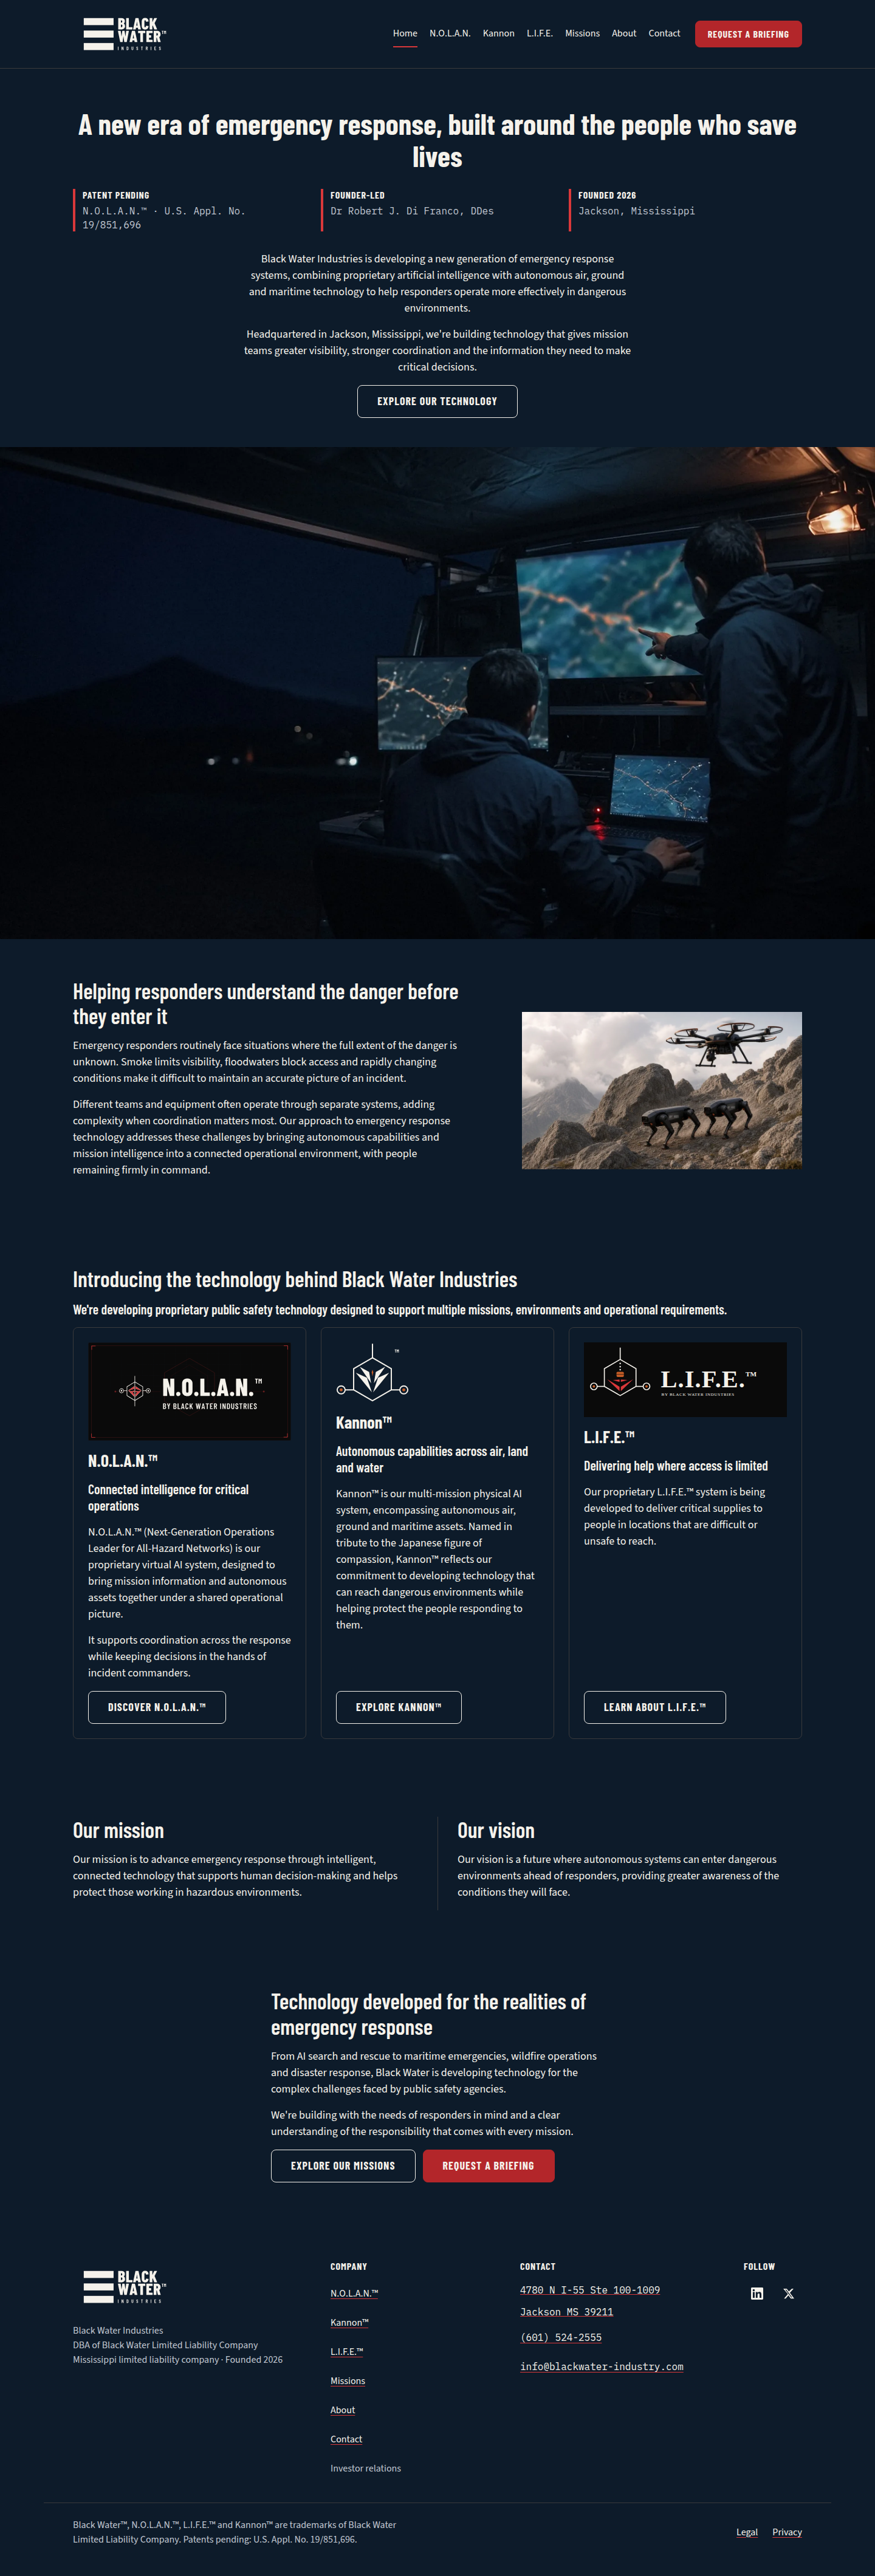 BLACK
WATER™
INDUSTRIES
Home
N.O.L.A.N.
Kannon
L.I.F.E.
Missions
About
Contact
REQUEST A BRIEFING
A new era of emergency response, built around the people who save
lives
PATENT PENDING
N.O.L.A.N.™ · U.S. Appl. No.
19/851,696
FOUNDER-LED
Dr Robert J. Di Franco, DDes
FOUNDED 2026
Jackson, Mississippi
Black Water Industries is developing a new generation of emergency response
systems, combining proprietary artificial intelligence with autonomous air, ground
and maritime technology to help responders operate more effectively in dangerous
environments.
Headquartered in Jackson, Mississippi, we're building technology that gives mission
teams greater visibility, stronger coordination and the information they need to make
critical decisions.
EXPLORE OUR TECHNOLOGY
Helping responders understand the danger before
they enter it
Emergency responders routinely face situations where the full extent of the danger is
unknown. Smoke limits visibility, floodwaters block access and rapidly changing
conditions make it difficult to maintain an accurate picture of an incident.
Different teams and equipment often operate through separate systems, adding
complexity when coordination matters most. Our approach to emergency response
technology addresses these challenges by bringing autonomous capabilities and
mission intelligence into a connected operational environment, with people
remaining firmly in command.
Introducing the technology behind Black Water Industries
We're developing proprietary public safety technology designed to support multiple missions, environments and operational requirements.
N.O.L.A.N.™
BY BLACK WATER INDUSTRIES
N.O.L.A.N.™
Connected intelligence for critical
operations
N.O.L.A.N.™ (Next-Generation Operations
Leader for All-Hazard Networks) is our
proprietary virtual AI system, designed to
bring mission information and autonomous
assets together under a shared operational
picture.
It supports coordination across the response
while keeping decisions in the hands of
incident commanders.
DISCOVER N.O.L.A.N.™
™
Kannon™
Autonomous capabilities across air, land
and water
Kannon™ is our multi-mission physical AI
system, encompassing autonomous air,
ground and maritime assets. Named in
tribute to the Japanese figure of
compassion, Kannon™ reflects our
commitment to developing technology that
can reach dangerous environments while
helping protect the people responding to
them.
EXPLORE KANNON™
L.I.F.E.™
BY BLACK WATER INDUSTRIES
L.I.F.E.™
Delivering help where access is limited
Our proprietary L.I.F.E.™ system is being
developed to deliver critical supplies to
people in locations that are difficult or
unsafe to reach.
LEARN ABOUT L.I.F.E.™
Our mission
Our mission is to advance emergency response through intelligent,
connected technology that supports human decision-making and helps
protect those working in hazardous environments.
Our vision
Our vision is a future where autonomous systems can enter dangerous
environments ahead of responders, providing greater awareness of the
conditions they will face.
Technology developed for the realities of
emergency response
From AI search and rescue to maritime emergencies, wildfire operations
and disaster response, Black Water is developing technology for the
complex challenges faced by public safety agencies.
We're building with the needs of responders in mind and a clear
understanding of the responsibility that comes with every mission.
EXPLORE OUR MISSIONS
REQUEST A BRIEFING
BLACK
WATER™
INDUSTRIES
Black Water Industries
DBA of Black Water Limited Liability Company
Mississippi limited liability company · Founded 2026
COMPANY
N.O.L.A.N.™
Kannon™
L.I.F.E.™
Missions
About
Contact
Investor relations
CONTACT
4780 N I-55 Ste 100-1009
Jackson MS 39211
(601) 524-2555
info@blackwater-industry.com
FOLLOW
Black Water™, N.O.L.A.N.™, L.I.F.E.™ and Kannon™ are trademarks of Black Water
Limited Liability Company. Patents pending: U.S. Appl. No. 19/851,696.
Legal
Privacy